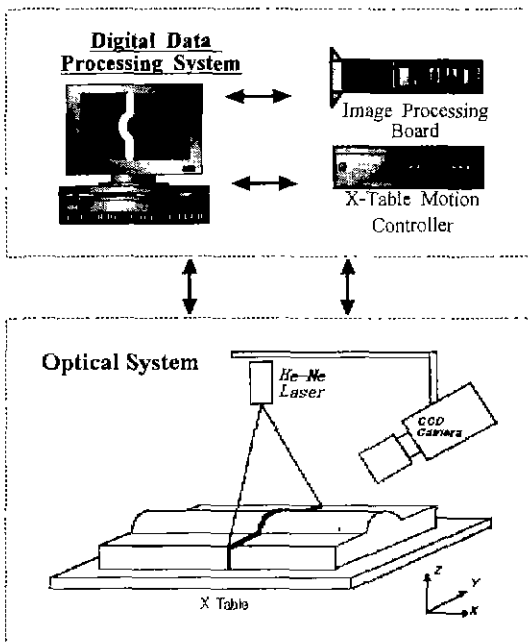 Digital Data
Processing System
Image Processing
Board
X-Table Motion
Controller
Optical System
He-Ne
Laser
CCD
Camera
X Table
Z
Y
X